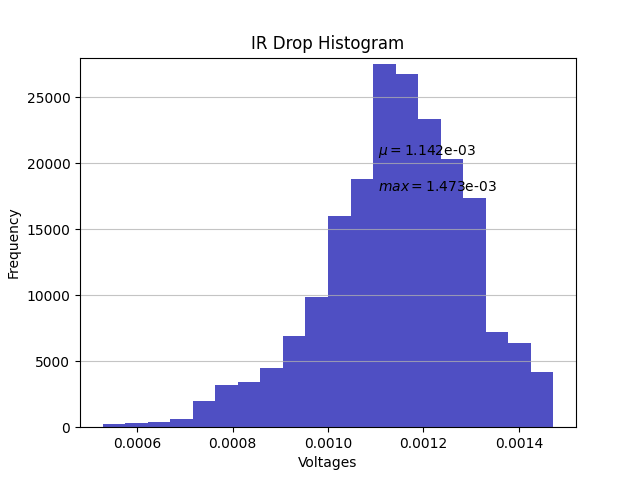 IR Drop Histogram
25000
20000
15000
10000
5000
0
Frequency
μ = 1.142e-03
max = 1.473e-03
0.0006 0.0008 0.0010 0.0012 0.0014
Voltages